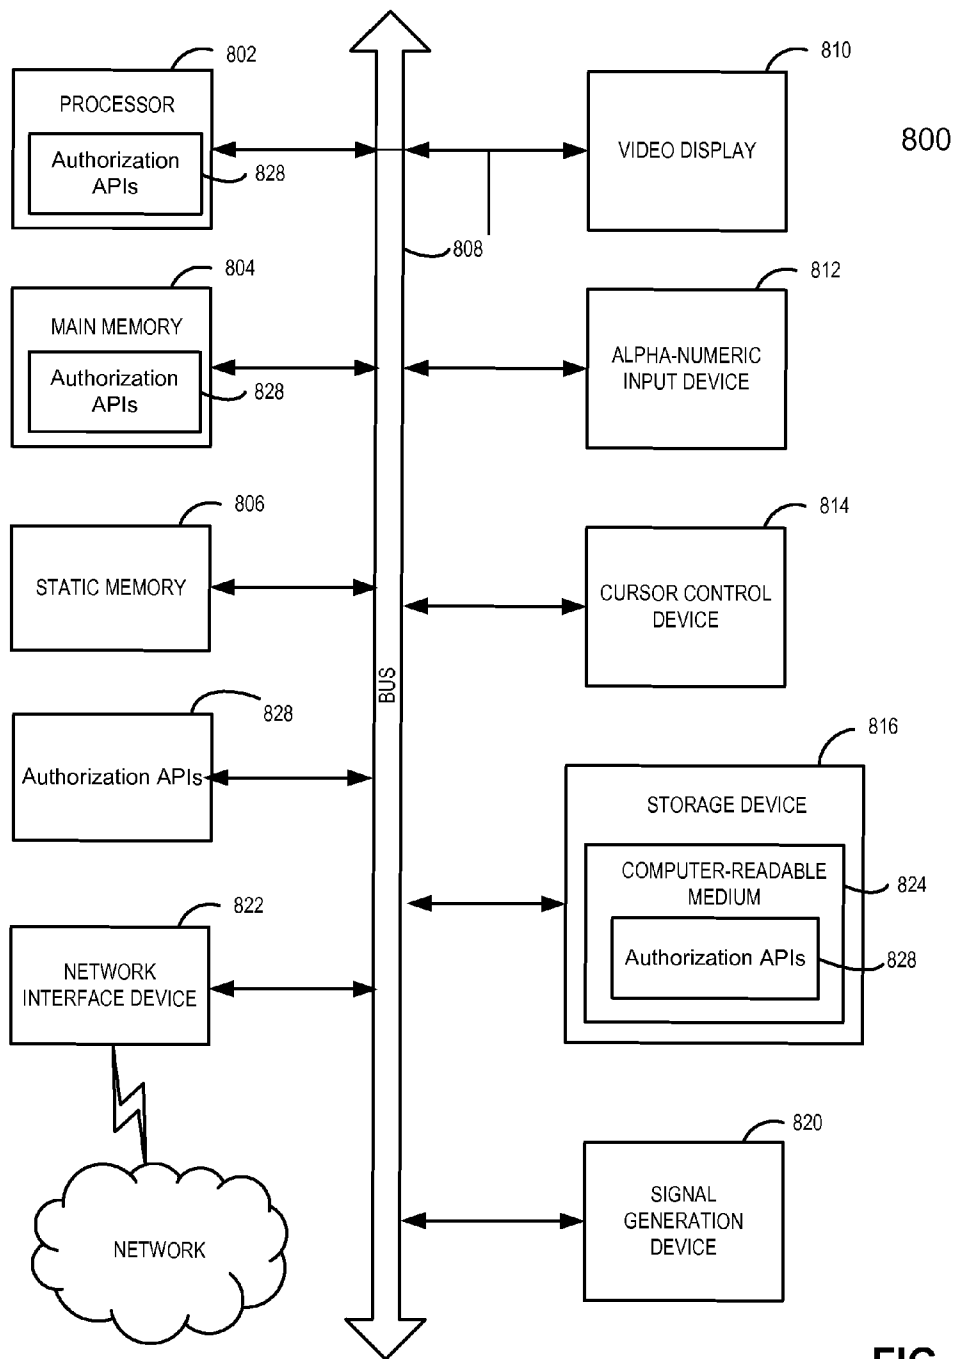 802
PROCESSOR
Authorization
APIs
828
810
VIDEO DISPLAY
800
808
804
MAIN MEMORY
Authorization
APIs
828
812
ALPHA-NUMERIC
INPUT DEVICE
806
STATIC MEMORY
814
CURSOR CONTROL
DEVICE
BUS
828
Authorization APIs
816
STORAGE DEVICE
COMPUTER-READABLE
MEDIUM
824
Authorization APIs
828
822
NETWORK
INTERFACE DEVICE
NETWORK
820
SIGNAL
GENERATION
DEVICE
FIG